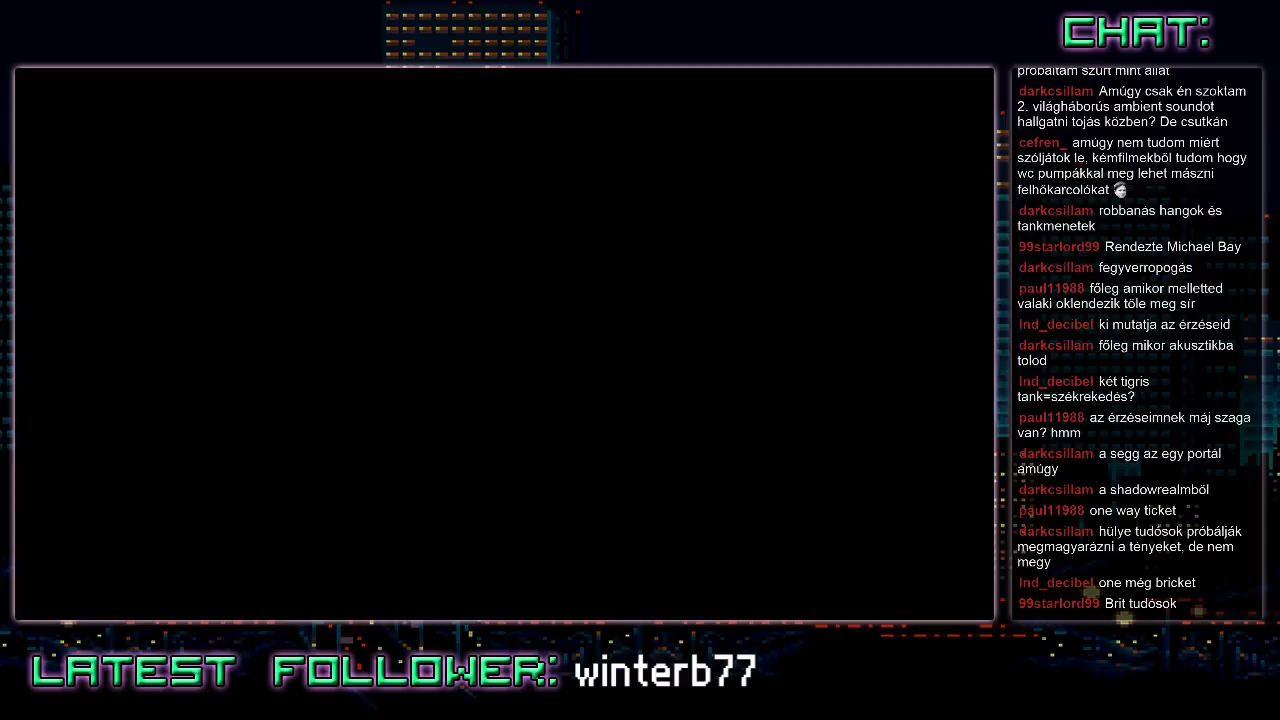 CHAT:
próbáltam szúrt mint állat
darkcsillam Amúgy csak én szoktam
2. világháborús ambient soundot
hallgatni tojás közben? De csutkán
cefren_ amúgy nem tudom miért
szóljátok le, kémfilmekből tudom hogy
wc pumpákkal meg lehet mászni
felhőkarcolókat
darkcsillam robbanás hangok és
tankmenetek
99starlord99 Rendezte Michael Bay
darkcsillam fegyverropogás
paul11988 főleg amikor melletted
valaki öklendezik tőle meg sír
lnd_decibel ki mutatja az érzéseid
darkcsillam főleg mikor akusztikba
tolod
lnd_decibel két tigris
tank=székrekedés?
paul11988 az érzéseimnek máj szaga
van? hmm
darkcsillam a segg az egy portál
amúgy
darkcsillam a shadowrealmból
paul11988 one way ticket
darkcsillam hülye tudósok próbálják
megmagyarázni a tényeket, de nem
megy
lnd_decibel one még bricket
99starlord99 Brit tudósok
LATEST FOLLOWER: winterb77